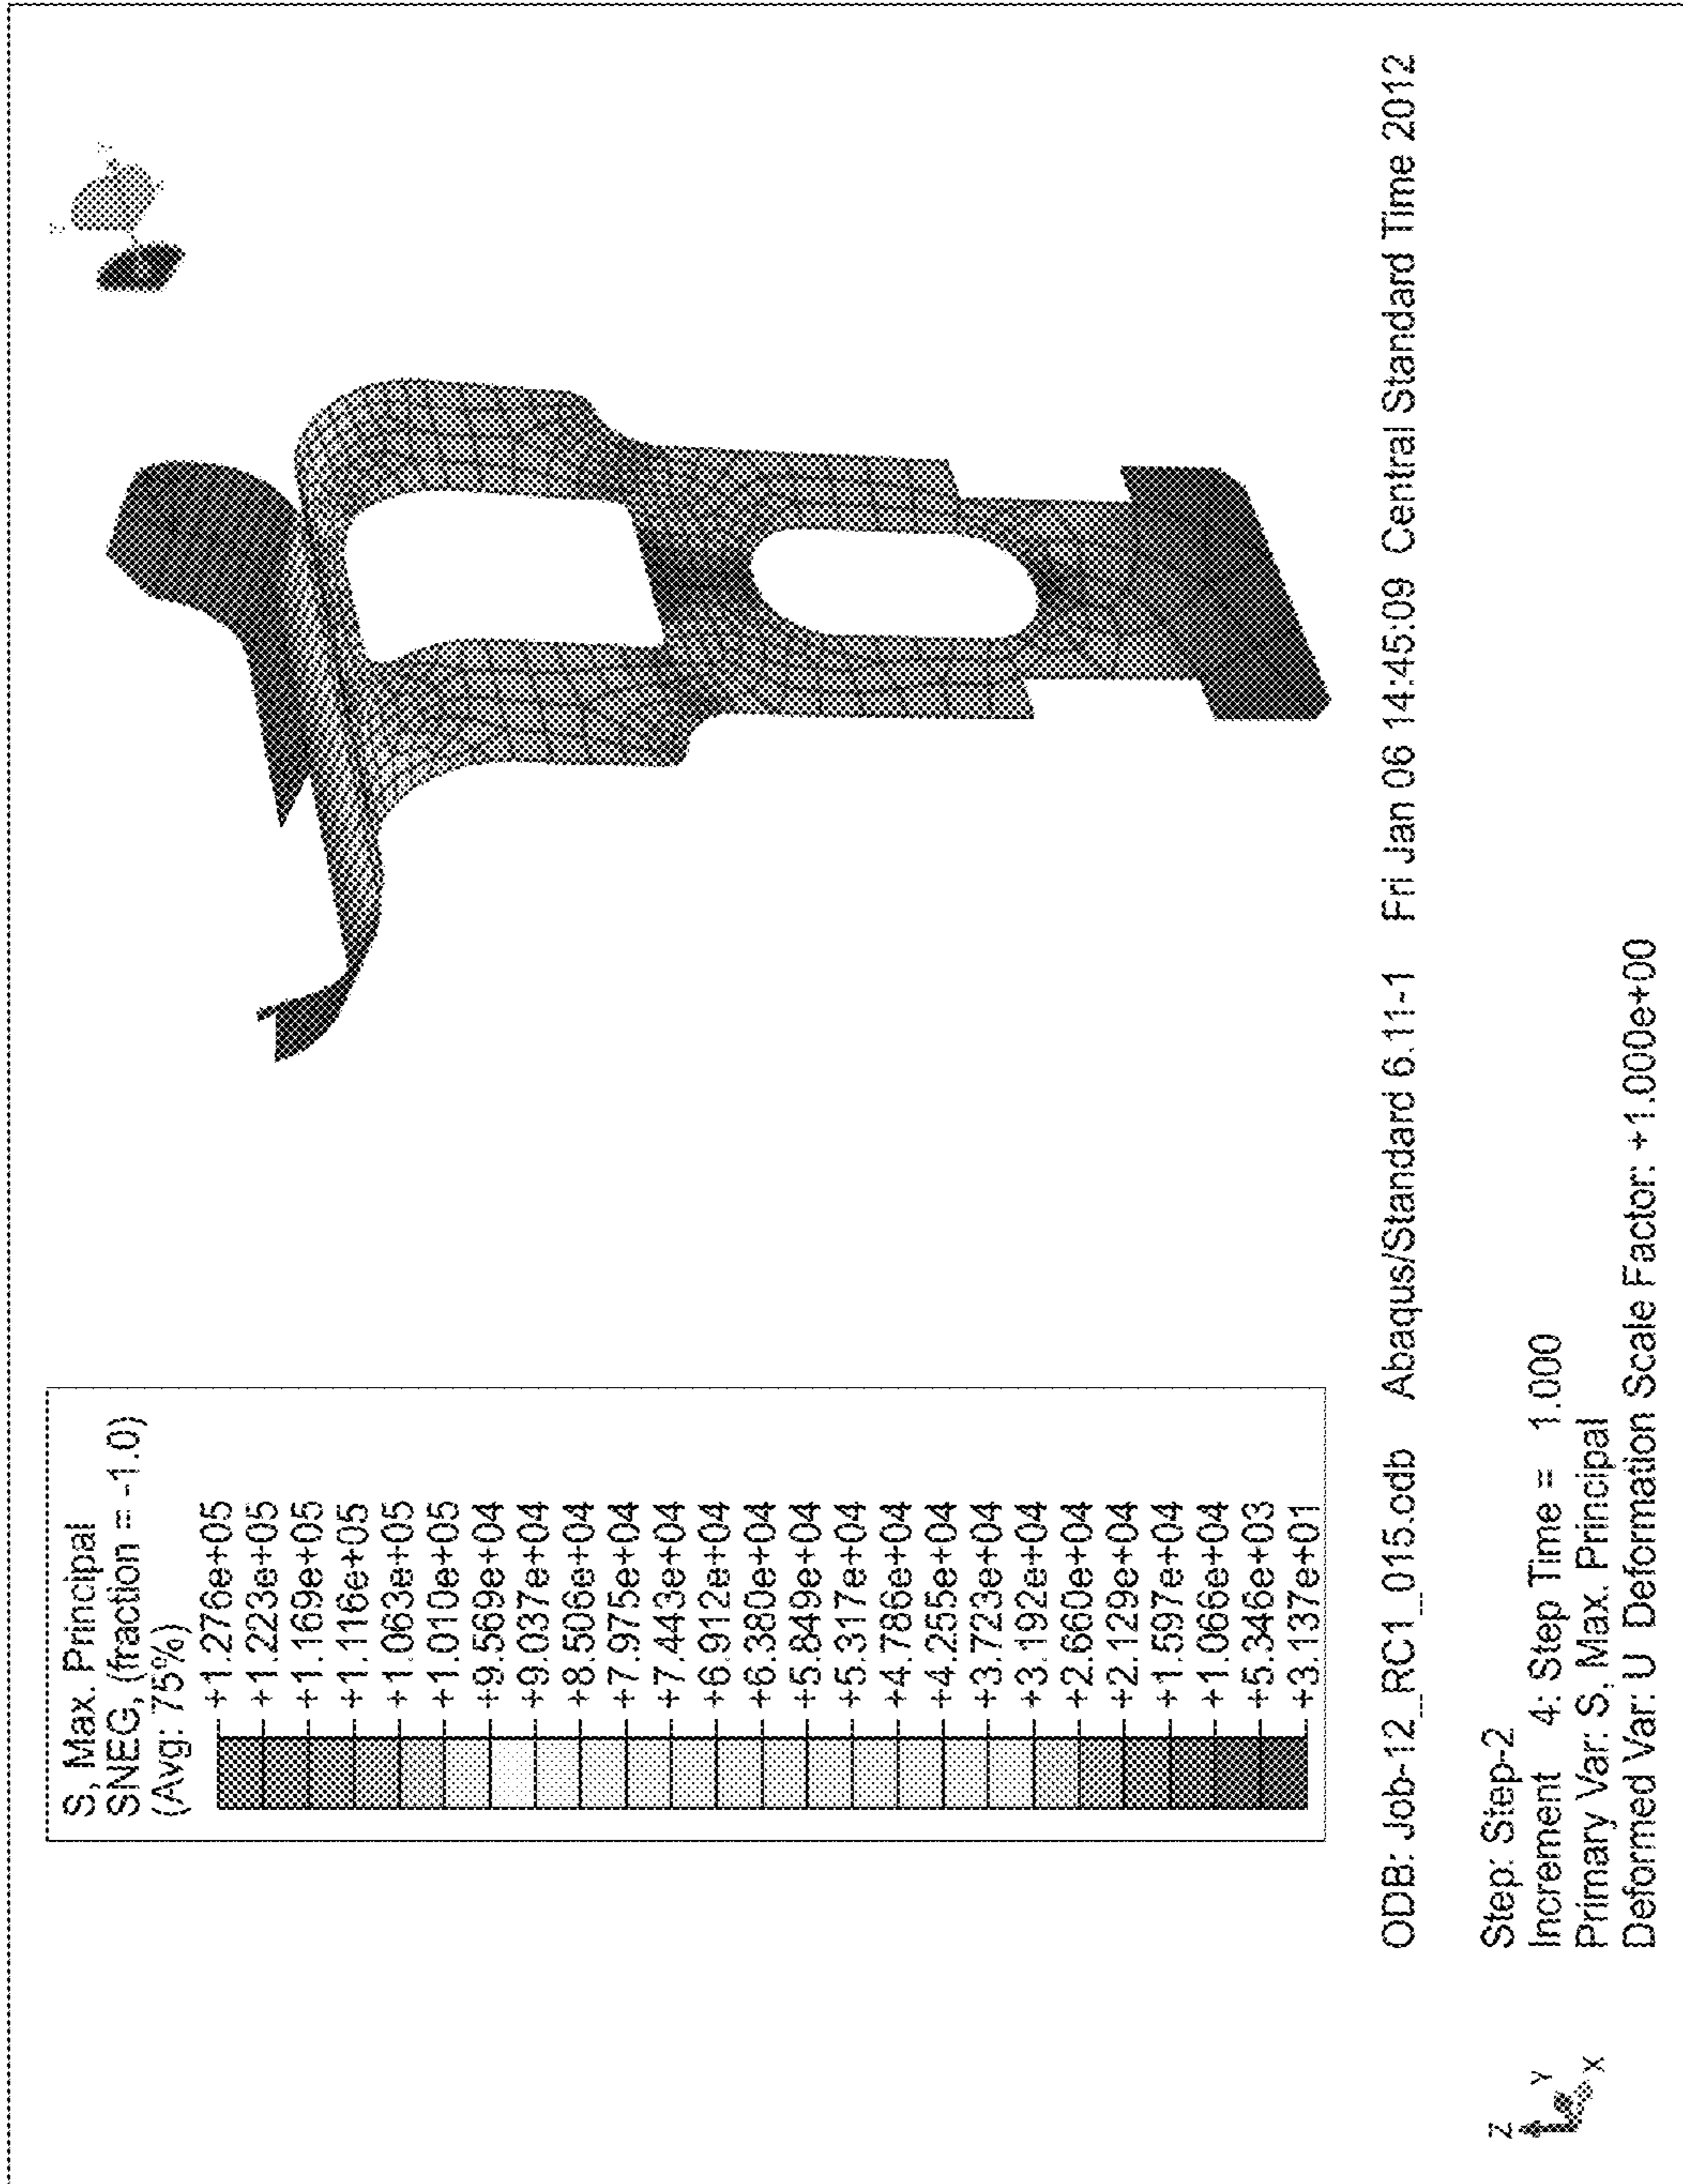 S, Max. Principal
SNEG, (fraction = -1.0)
(Avg: 75%)
+1.276e+05
+1.223e+05
+1.169e+05
+1.116e+05
+1.063e+05
+1.010e+05
+9.569e+04
+9.037e+04
+8.506e+04
+7.975e+04
+7.443e+04
+6.912e+04
+6.380e+04
+5.849e+04
+5.317e+04
+4.786e+04
+4.255e+04
+3.723e+04
+3.192e+04
+2.660e+04
+2.129e+04
+1.597e+04
+1.066e+04
+5.346e+03
+3.137e+01
ODB: Job-12_RC1_015.odb Abaqus/Standard 6.11-1 Fri Jan 06 14:45:09 Central Standard Time 2012
Step: Step-2
Increment 4: Step Time = 1.000
Primary Var: S, Max. Principal
Deformed Var: U Deformation Scale Factor: +1.000e+00
Z
Y
X